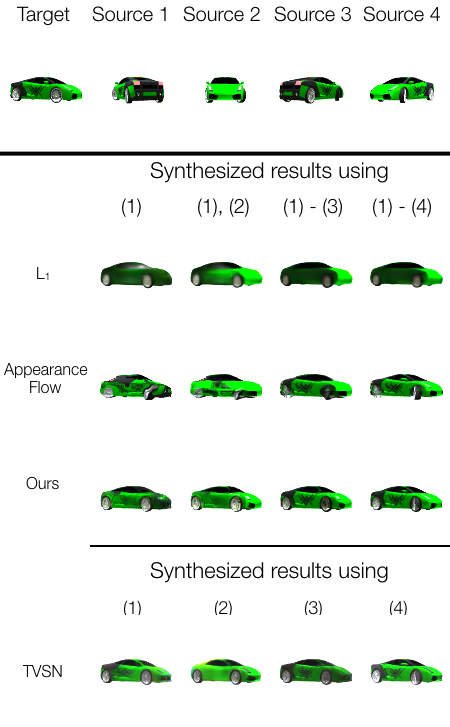 Target Source 1 Source 2 Source 3 Source 4
Synthesized results using
(1) (1), (2) (1) - (3) (1) - (4)
L₁
Appearance
Flow
Ours
Synthesized results using
(1) (2) (3) (4)
TVSN